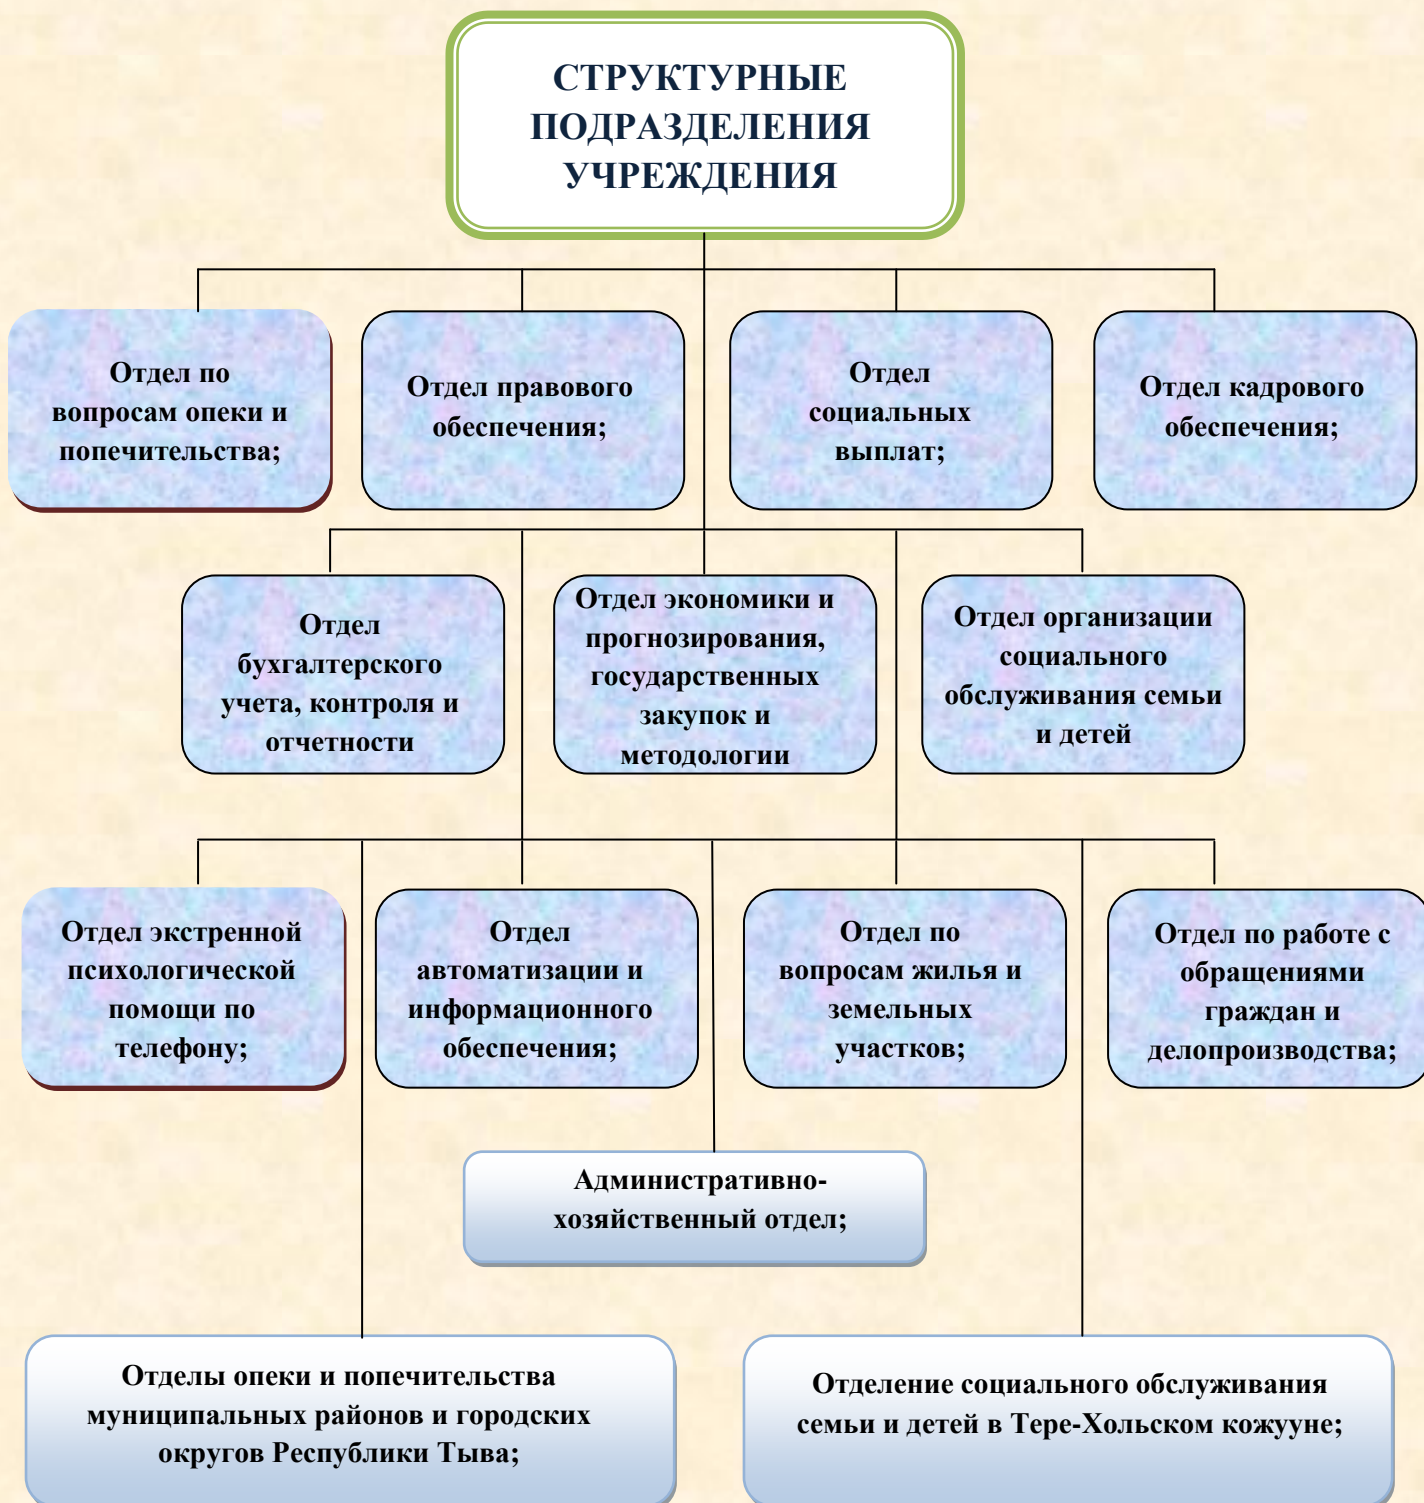 СТРУКТУРНЫЕ
ПОДРАЗДЕЛЕНИЯ
УЧРЕЖДЕНИЯ
Отдел по
вопросам опеки и
попечительства;
Отдел правового
обеспечения;
Отдел
социальных
выплат;
Отдел кадрового
обеспечения;
Отдел
бухгалтерского
учета, контроля и
отчетности
Отдел экономики и
прогнозирования,
государственных
закупок и
методологии
Отдел организации
социального
обслуживания семьи
и детей
Отдел экстренной
психологической
помощи по
телефону;
Отдел
автоматизации и
информационного
обеспечения;
Отдел по
вопросам жилья и
земельных
участков;
Отдел по работе с
обращениями
граждан и
делопроизводства;
Административно-
хозяйственный отдел;
Отделы опеки и попечительства
муниципальных районов и городских
округов Республики Тыва;
Отделение социального обслуживания
семьи и детей в Тере-Хольском кожууне;